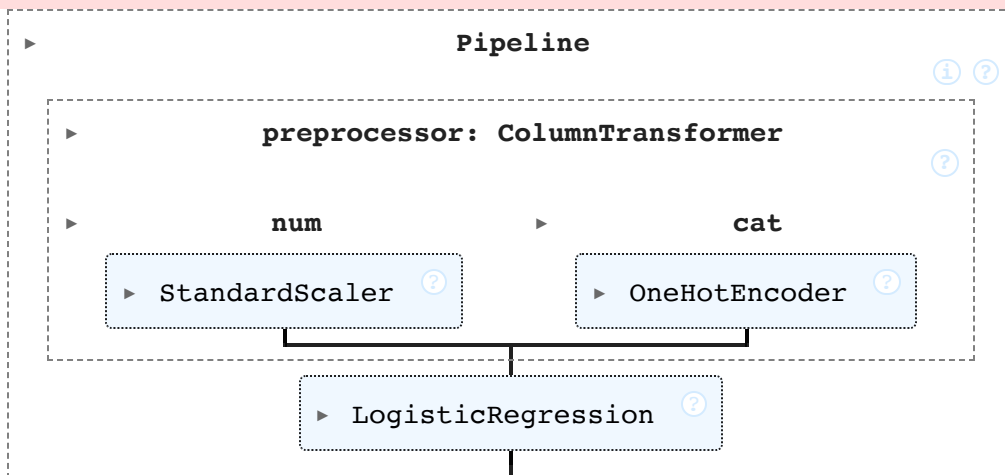 Pipeline
i ?
preprocessor: ColumnTransformer
?
num cat
StandardScaler ? OneHotEncoder ?
LogisticRegression ?